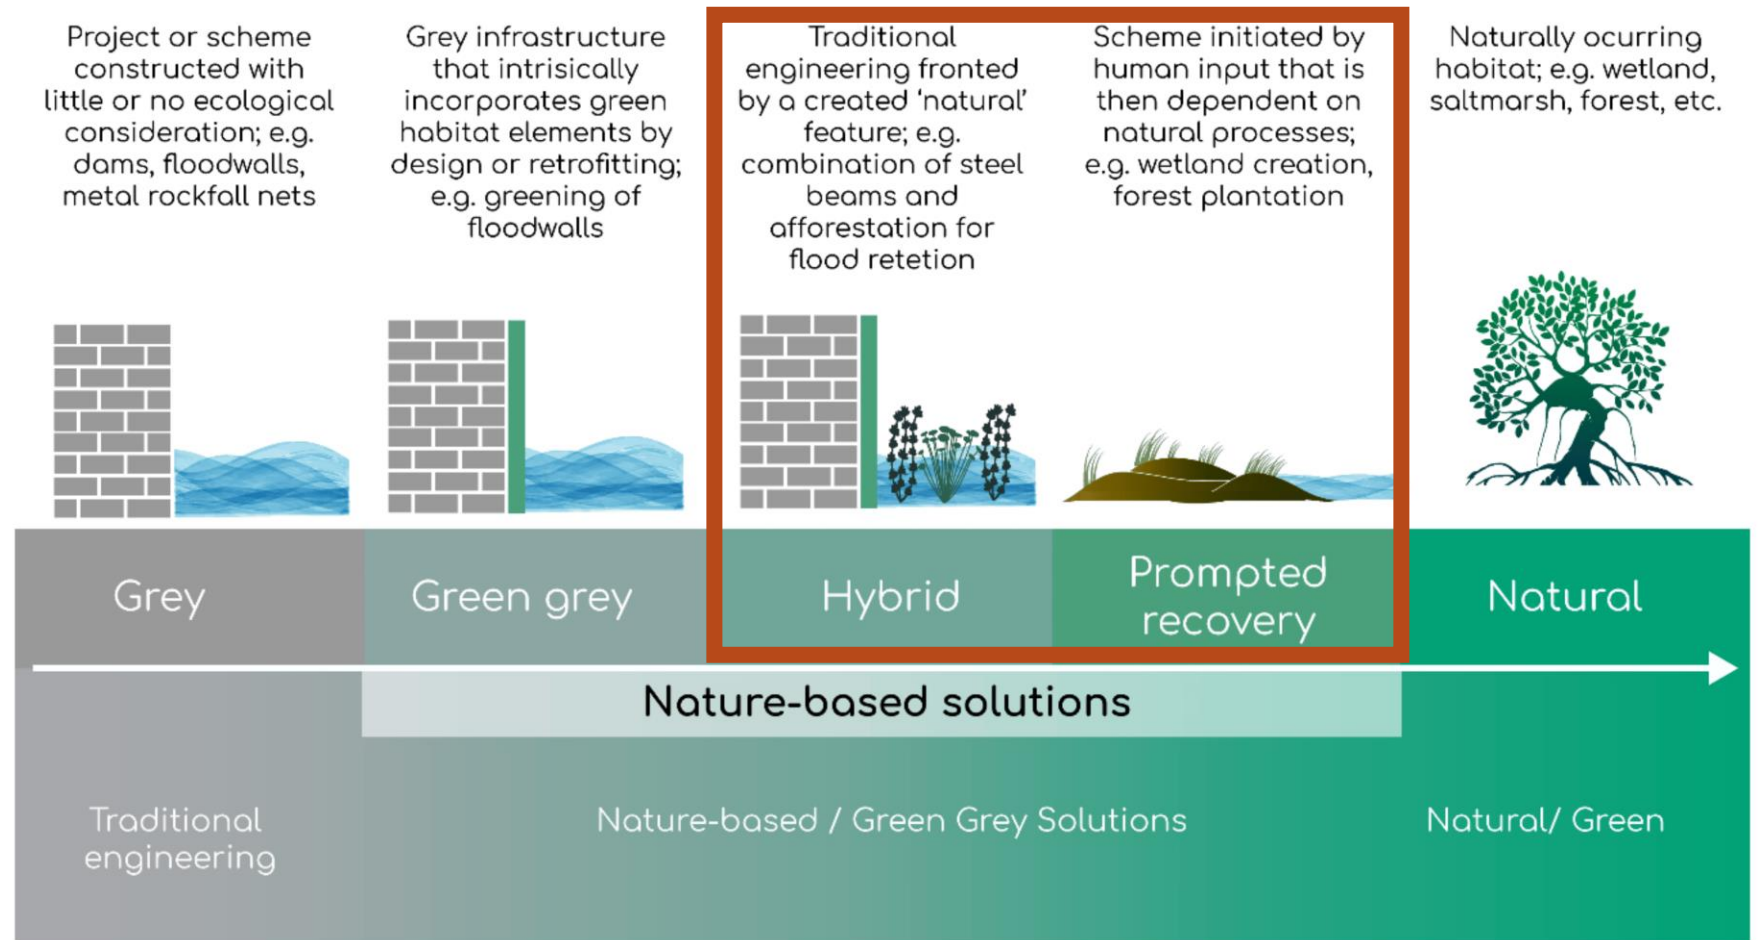 Project or scheme
constructed with
little or no ecological
consideration; e.g.
dams, floodwalls,
metal rockfall nets
Grey infrastructure
that intrisically
incorporates green
habitat elements by
design or retrofitting;
e.g. greening of
floodwalls
Traditional
engineering fronted
by a created ‘natural’
feature; e.g.
combination of steel
beams and
afforestation for
flood retetion
Scheme initiated by
human input that is
then dependent on
natural processes;
e.g. wetland creation,
forest plantation
Naturally ocurring
habitat; e.g. wetland,
saltmarsh, forest, etc.
Grey
Green grey
Hybrid
Prompted
recovery
Natural
Nature-based solutions
Traditional
engineering
Nature-based / Green Grey Solutions
Natural/ Green